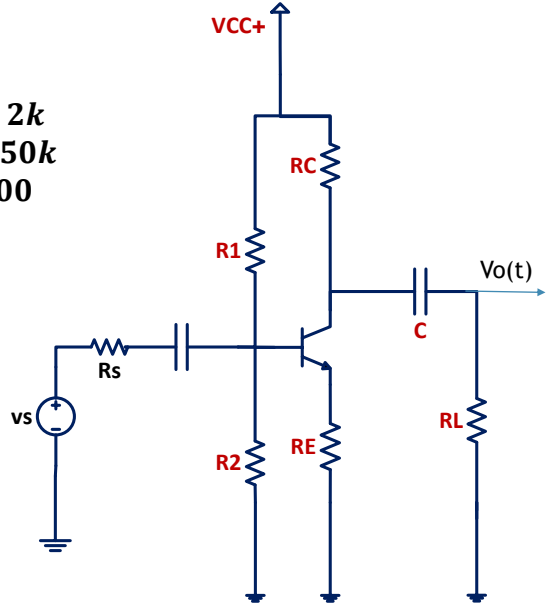 VCC+
2k
50k
00
RC
R1
Vo(t)
C
Rs
vs
+
−
R2
RE
RL